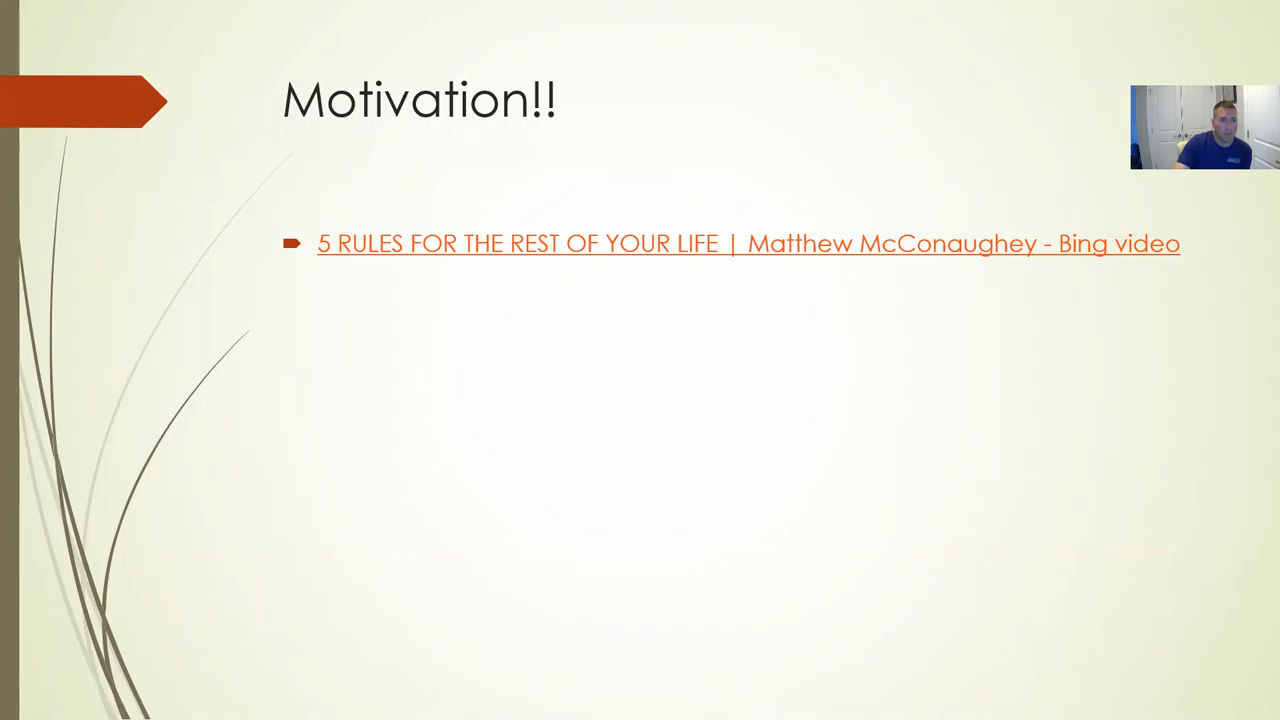 Motivation!!
5 RULES FOR THE REST OF YOUR LIFE | Matthew McConaughey - Bing video